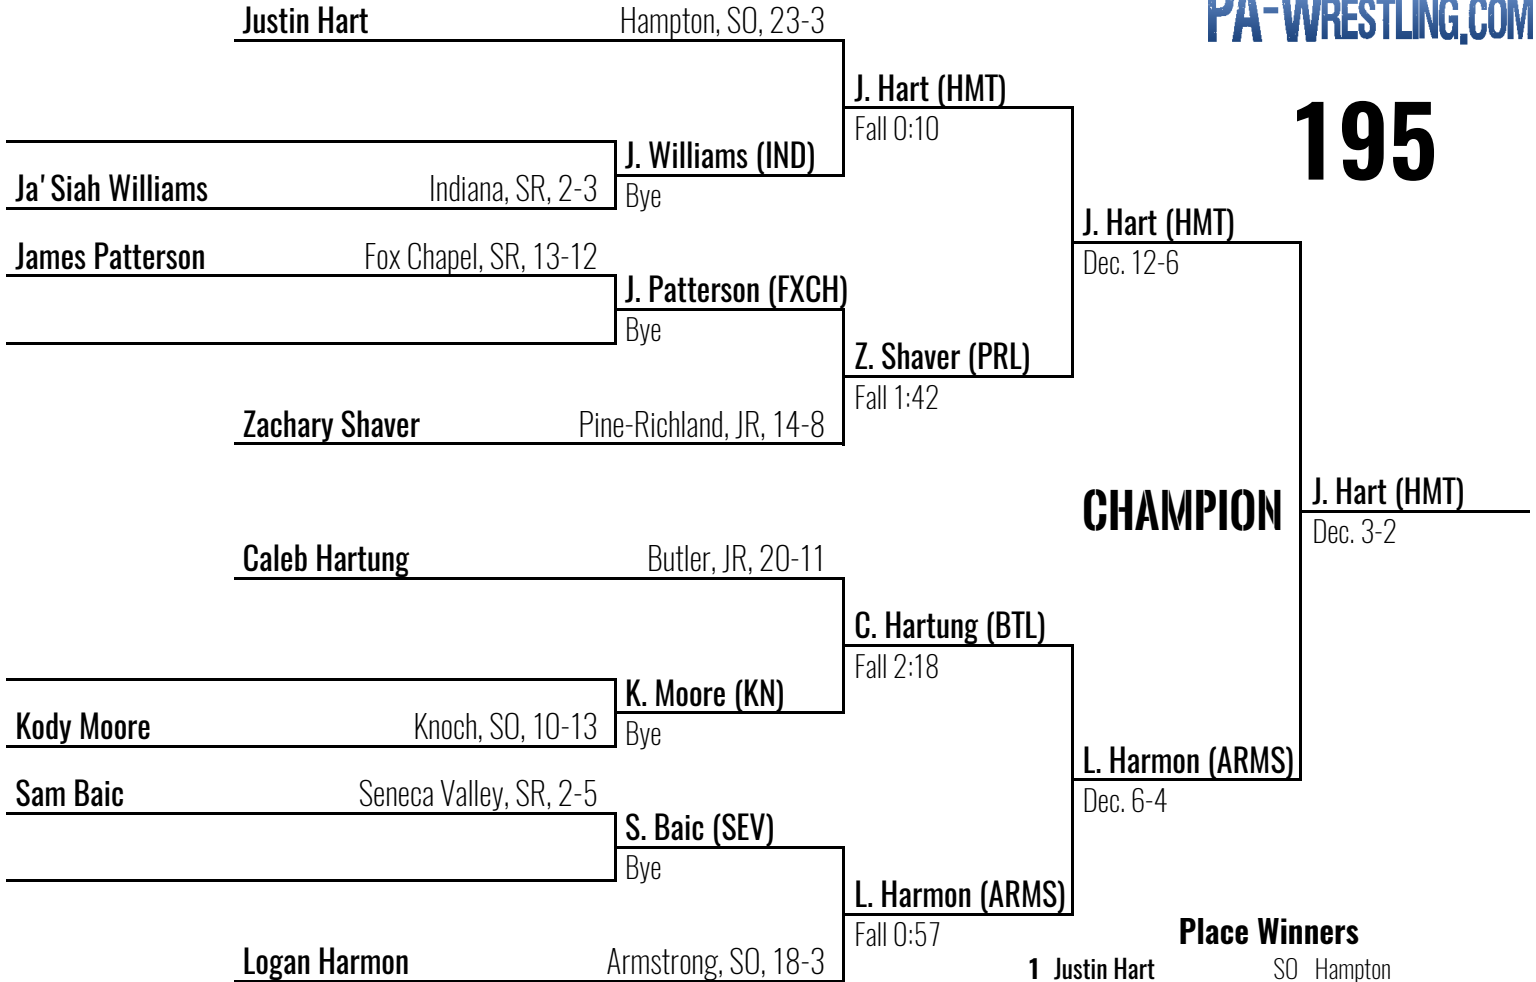 PA-WRESTLING.COM
195
Justin Hart Hampton, SO, 23-3
J. Hart (HMT)
Fall 0:10
J. Williams (IND)
Bye
Ja'Siah Williams Indiana, SR, 2-3
J. Hart (HMT)
Dec. 12-6
James Patterson Fox Chapel, SR, 13-12
J. Patterson (FXCH)
Bye
Z. Shaver (PRL)
Fall 1:42
Zachary Shaver Pine-Richland, JR, 14-8
CHAMPION
J. Hart (HMT)
Dec. 3-2
Caleb Hartung Butler, JR, 20-11
C. Hartung (BTL)
Fall 2:18
K. Moore (KN)
Bye
Kody Moore Knoch, SO, 10-13
L. Harmon (ARMS)
Dec. 6-4
Sam Baic Seneca Valley, SR, 2-5
S. Baic (SEV)
Bye
L. Harmon (ARMS)
Fall 0:57
Logan Harmon Armstrong, SO, 18-3
Place Winners
1 Justin Hart SO Hampton